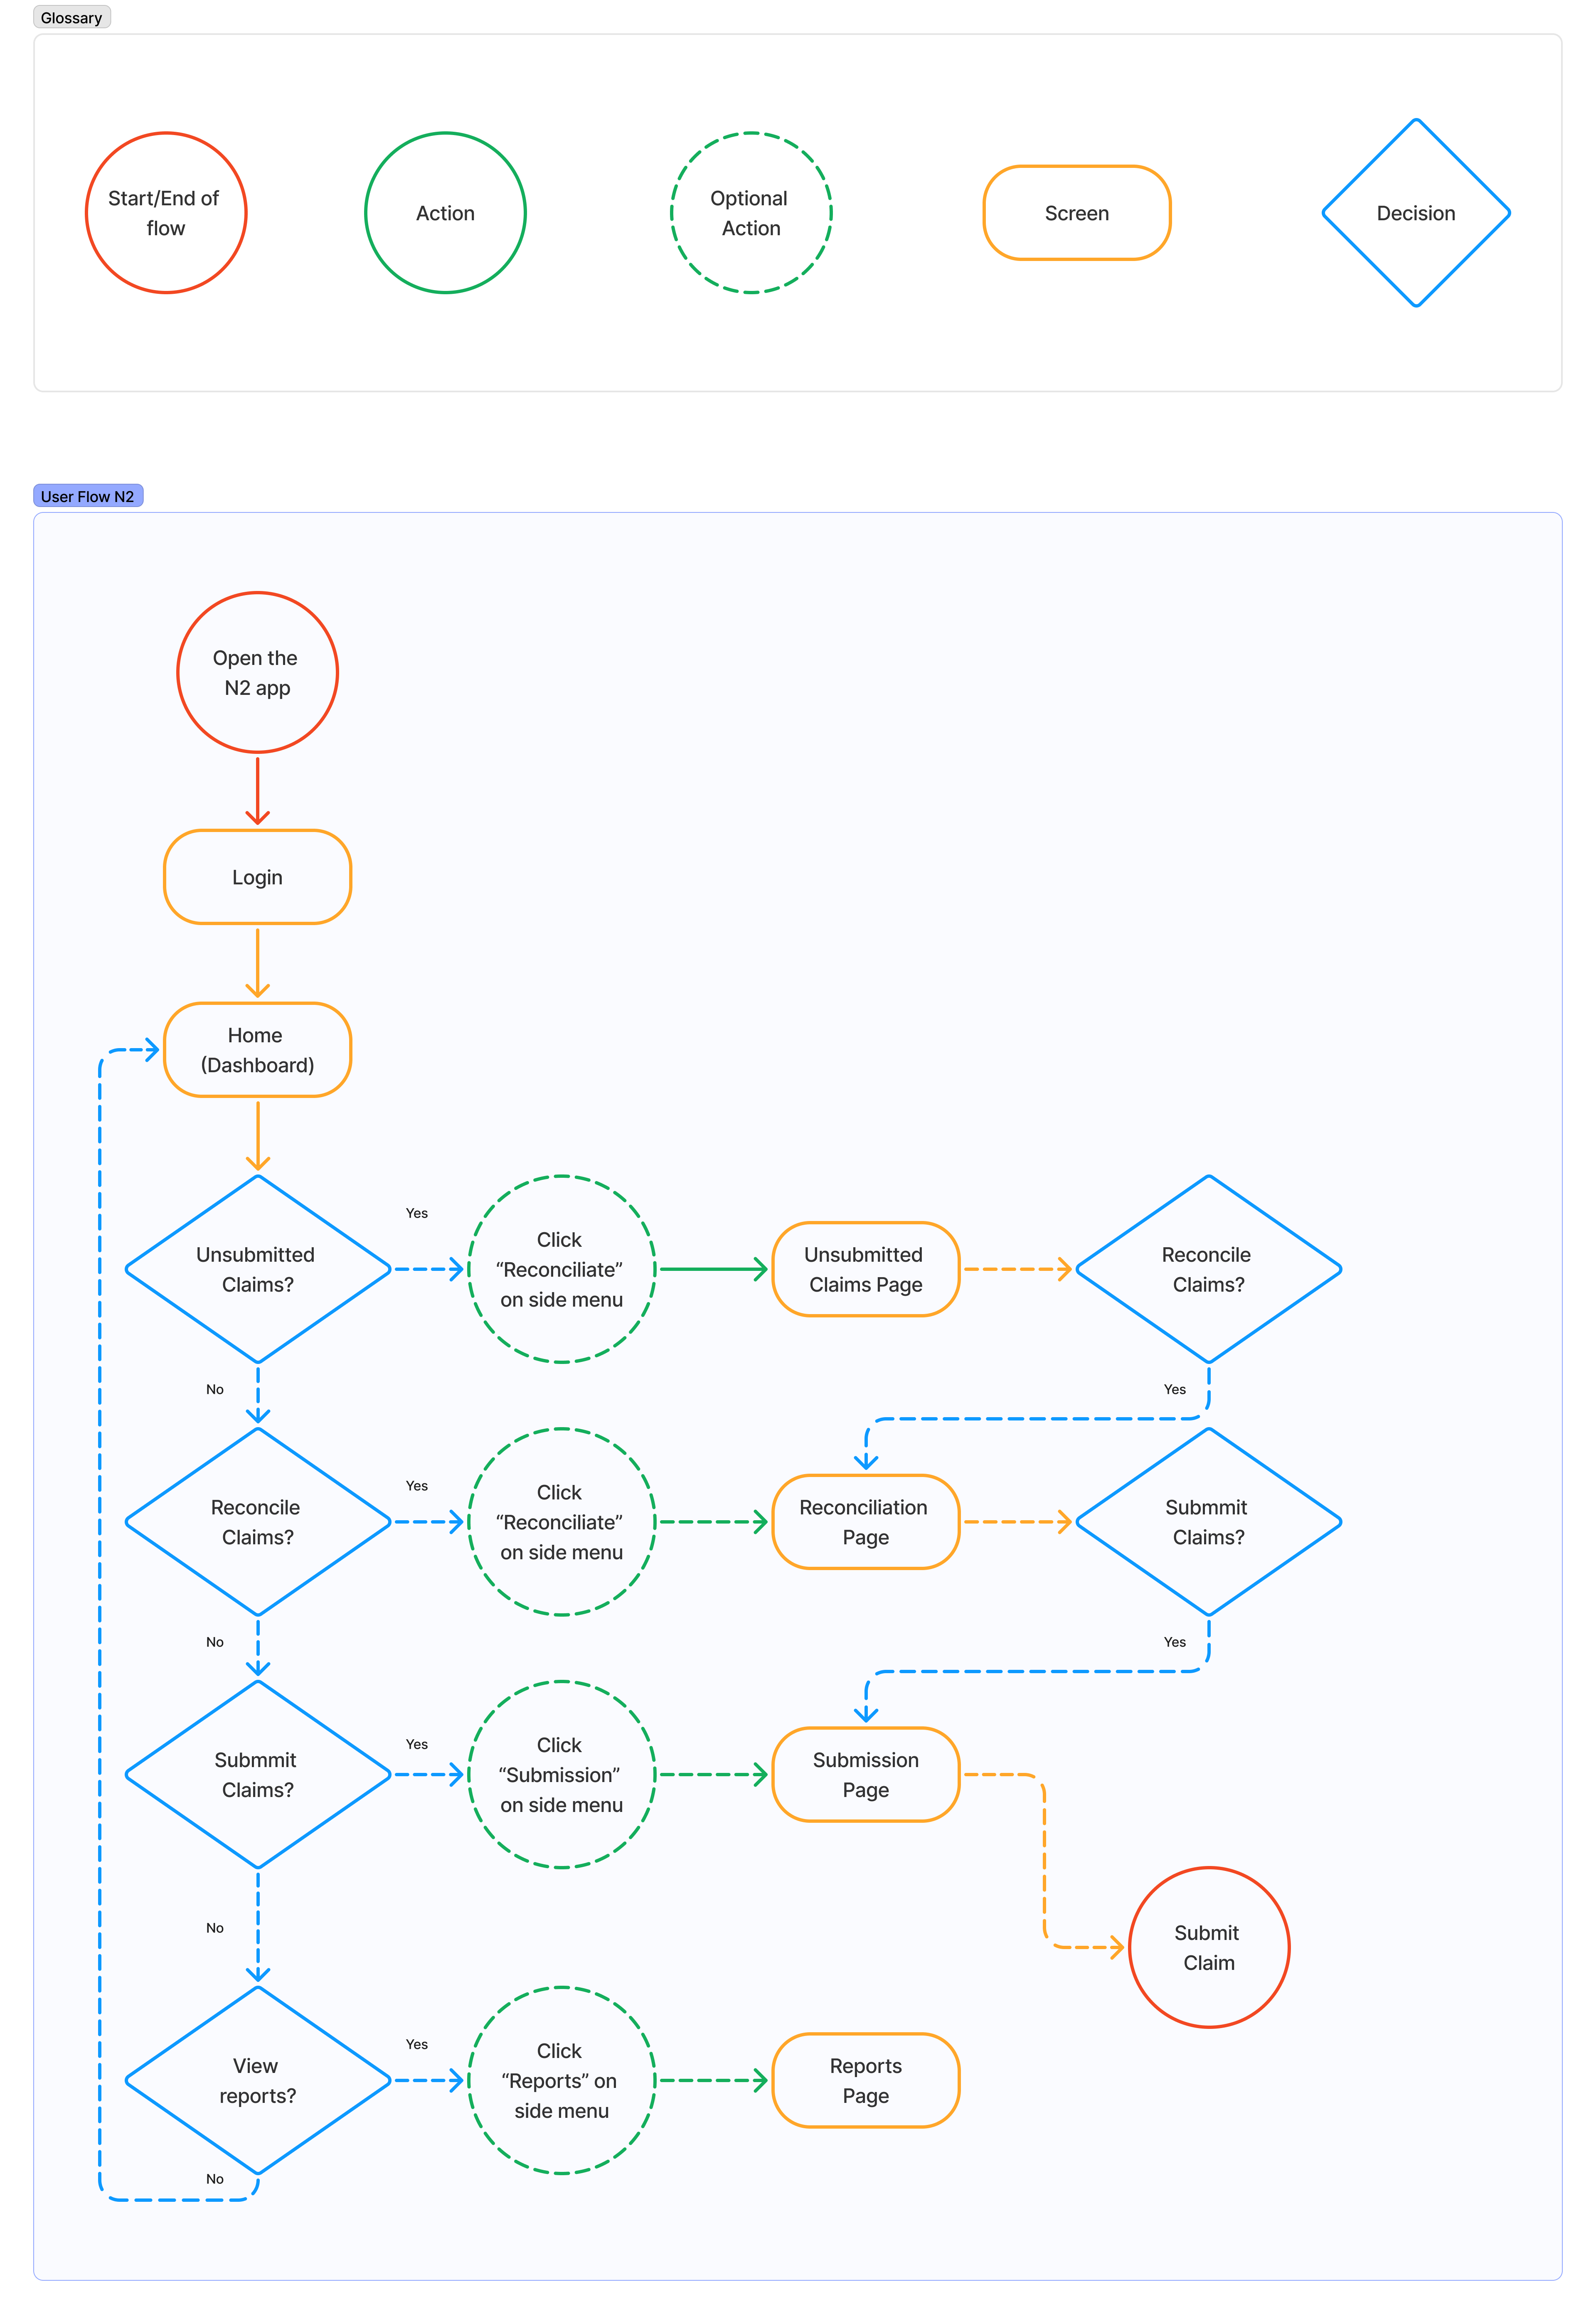 Glossary
Start/End of
flow
Action
Optional
Action
Screen
Decision
User Flow N2
Open the
N2 app
Login
Home
(Dashboard)
Unsubmitted
Claims?
Yes
Click
“Reconciliate”
on side menu
Unsubmitted
Claims Page
Reconcile
Claims?
No
Yes
Reconcile
Claims?
Yes
Click
“Reconciliate”
on side menu
Reconciliation
Page
Submmit
Claims?
No
Yes
Submmit
Claims?
Yes
Click
“Submission”
on side menu
Submission
Page
No
Submit
Claim
View
reports?
Yes
Click
“Reports” on
side menu
Reports
Page
No